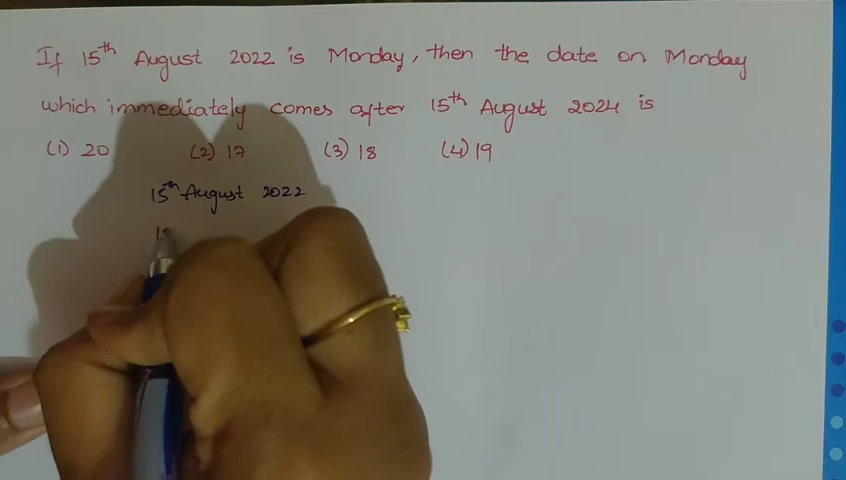 If 15th August 2022 is Monday, then the date on Monday
which immediately comes after 15th August 2024 is
(1) 20 (2) 17 (3) 18 (4) 19
15th August 2022